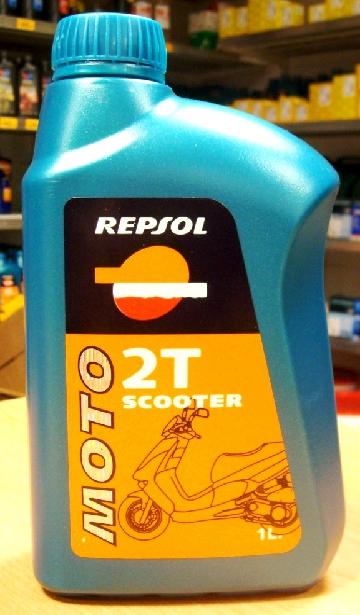 REPSOL
MOTO
2T
SCOOTER
1L.